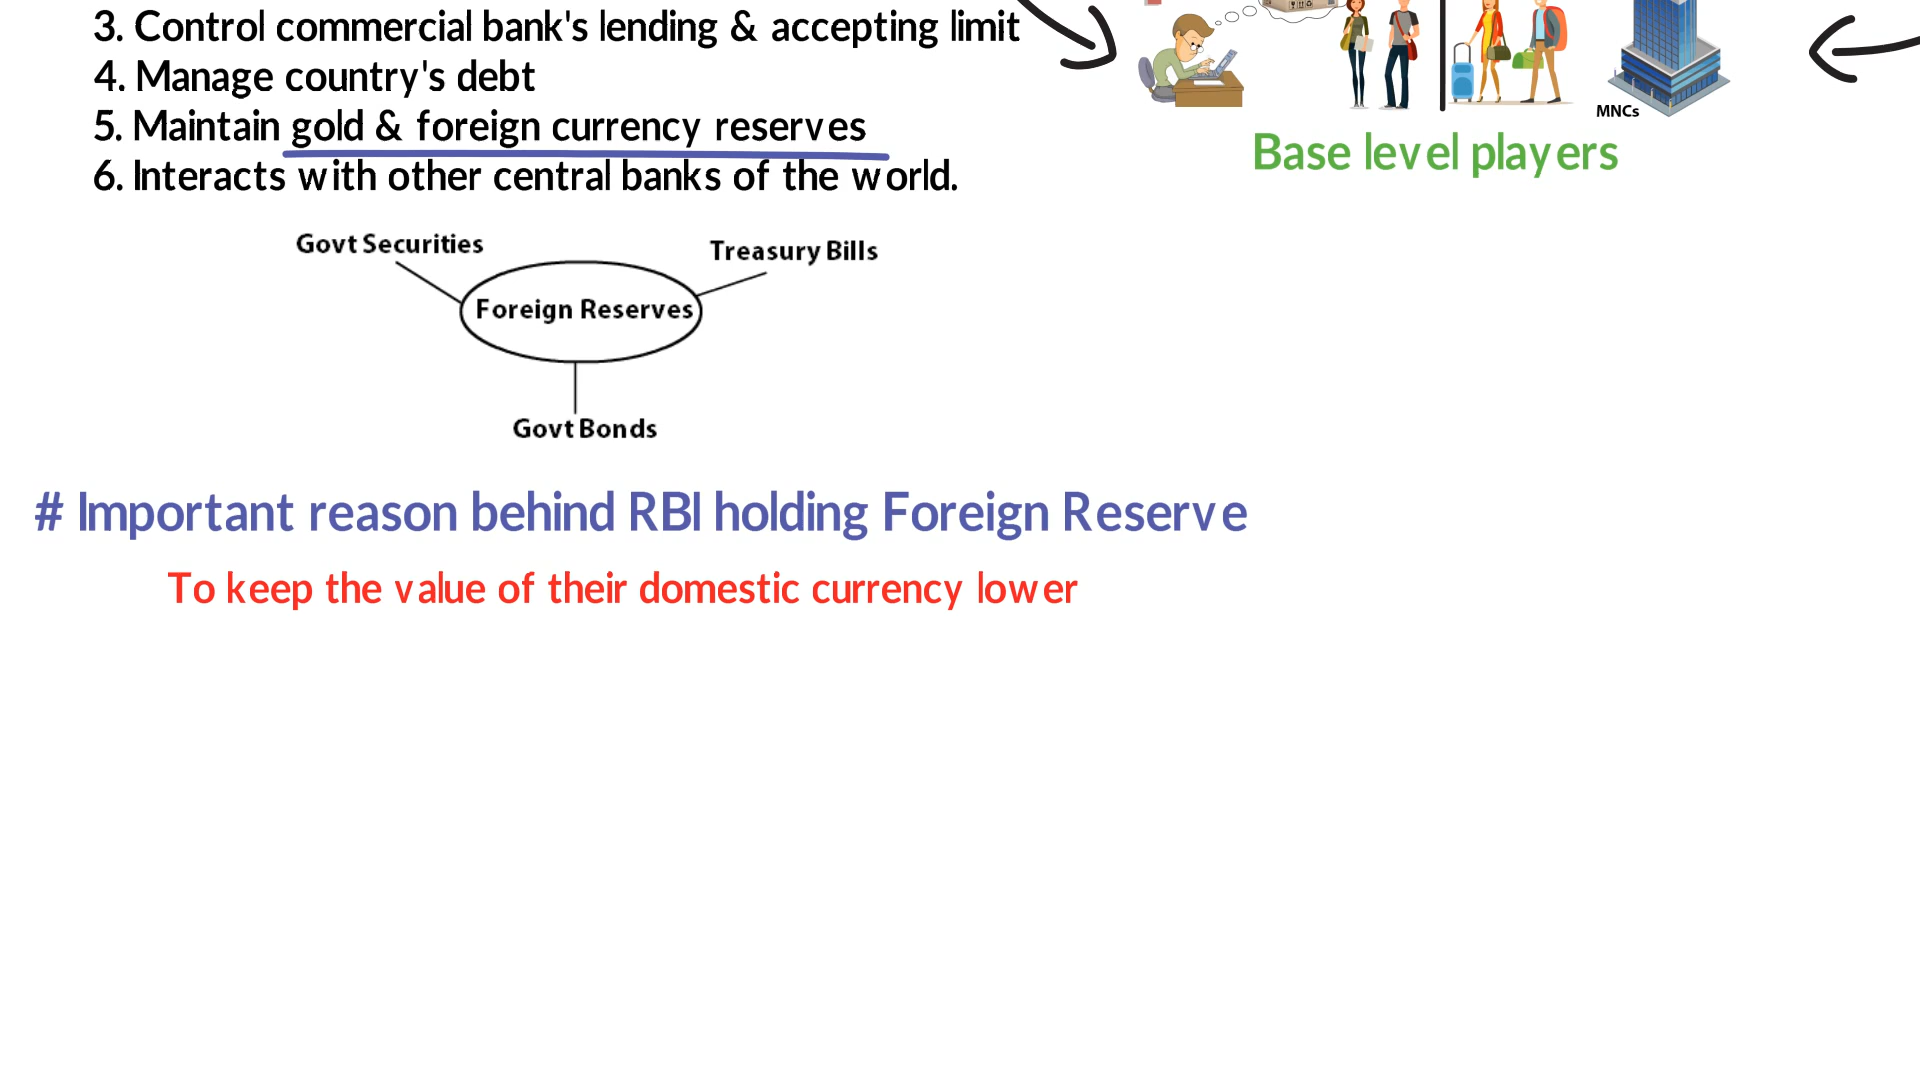 3. Control commercial bank's lending & accepting limit
4. Manage country's debt
5. Maintain gold & foreign currency reserves
6. Interacts with other central banks of the world.
MNCs
Base level players
Govt Securities
Treasury Bills
Foreign Reserves
Govt Bonds
# Important reason behind RBI holding Foreign Reserve
To keep the value of their domestic currency lower